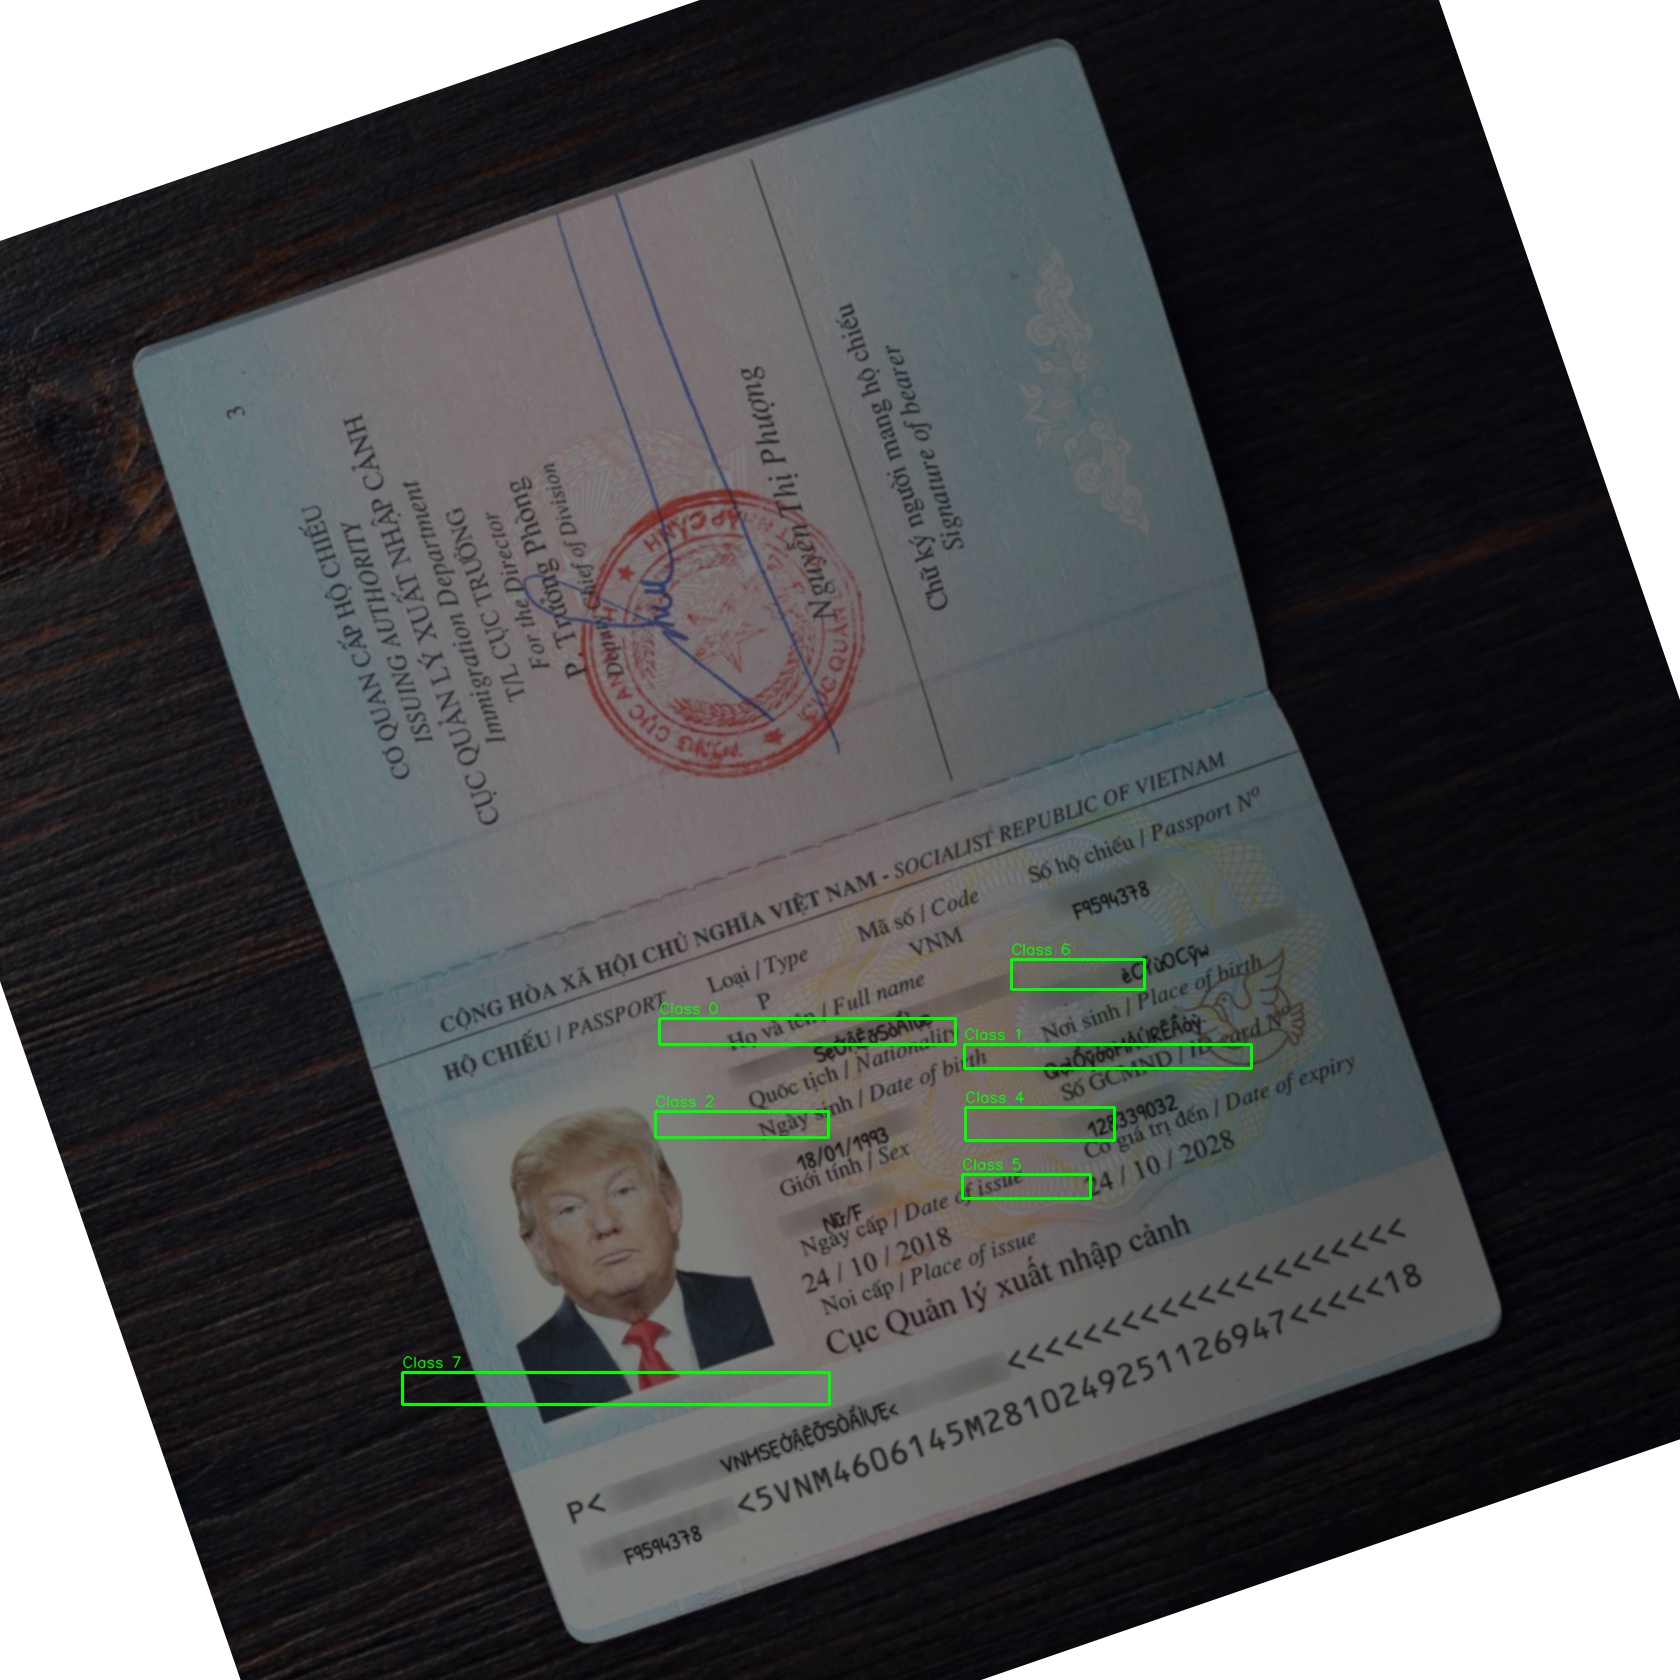 3
CƠ QUAN CẤP HỘ CHIẾU
ISSUING AUTHORITY
CỤC QUẢN LÝ XUẤT NHẬP CẢNH
Immigration Department
T/L CỤC TRƯỞNG
For the Director
P. Trưởng Phòng
Deputy Chief of Division
Nguyễn Thị Phượng
Chữ ký người mang hộ chiếu
Signature of bearer
CỘNG HÒA XÃ HỘI CHỦ NGHĨA VIỆT NAM - SOCIALIST REPUBLIC OF VIETNAM
HỘ CHIẾU / PASSPORT
Loại / Type
Mã số / Code
Số hộ chiếu / Passport Nº
P
VNM
F9594378
Họ và tên / Full name
Class 0
Class 6
Quốc tịch / Nationality
Nơi sinh / Place of birth
Class 1
Ngày sinh / Date of birth
Số GCMND / ID card Nº
Class 2
18/01/1993
Class 4
128339032
Giới tính / Sex
Có giá trị đến / Date of expiry
Nữ/F
Class 5
24 / 10 / 2028
Ngày cấp / Date of issue
24 / 10 / 2018
Nơi cấp / Place of issue
Cục Quản lý xuất nhập cảnh
Class 7
P<
<<<<<<<<<<<<<<<<<<<<<
F9594378
<5VNM4606145M2810249251126947<<<<<18